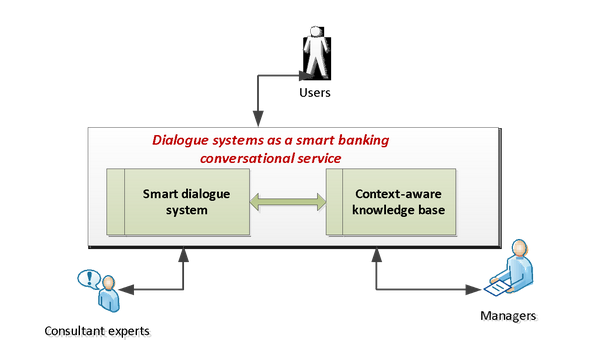 Users
Dialogue systems as a smart banking
conversational service
Smart dialogue
system
Context-aware
knowledge base
Consultant experts
Managers